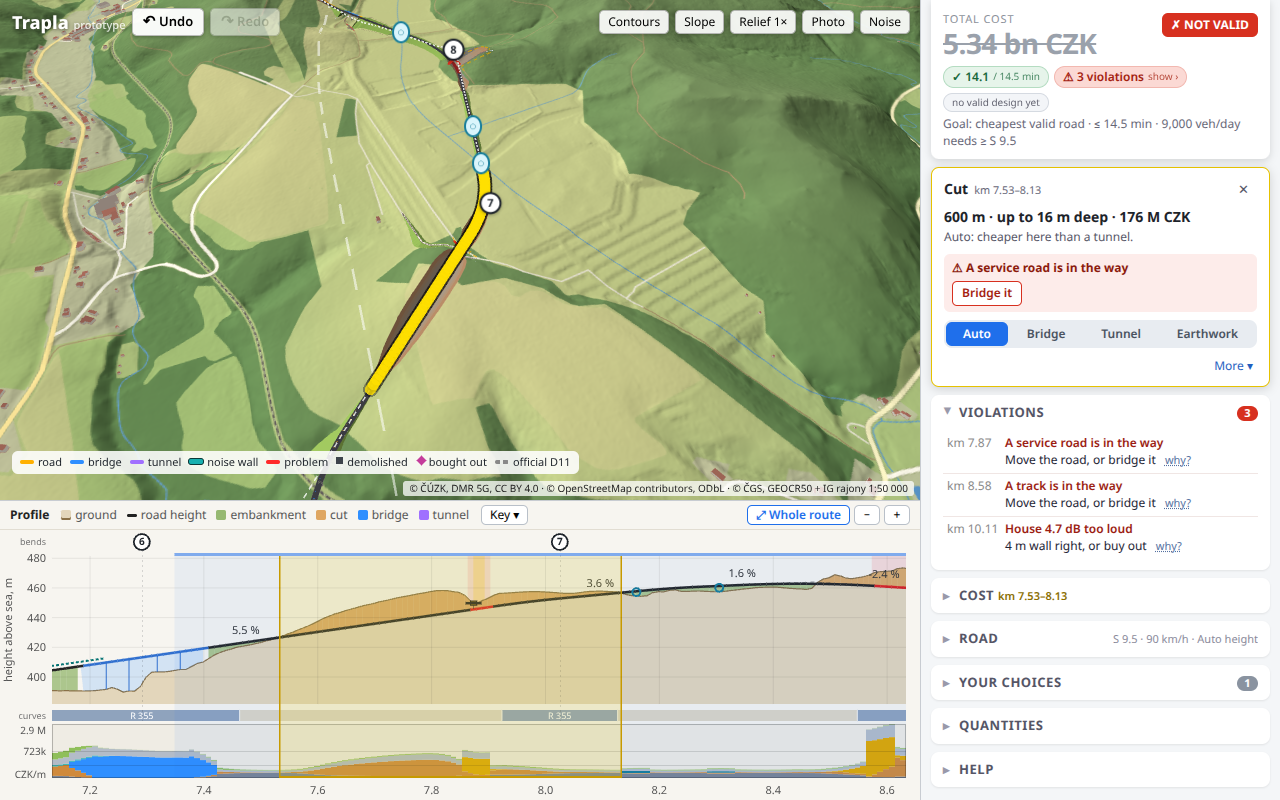 Trapla prototype
↶ Undo
↷ Redo
Contours
Slope
Relief 1×
Photo
Noise
8
7
road
bridge
tunnel
noise wall
problem
demolished
bought out
official D11
© ČÚZK, DMR 5G, CC BY 4.0 · © OpenStreetMap contributors, ODbL · © ČGS, GEOCR50 + IG rajony 1:50 000
Profile
ground
road height
embankment
cut
bridge
tunnel
Key ▾
⤢ Whole route
−
+
bends
6
7
height above sea, m
480
460
440
420
400
5.5 %
3.6 %
1.6 %
2.4 %
curves
R 355
R 355
2.9 M
723k
CZK/m
7.2
7.4
7.6
7.8
8.0
8.2
8.4
8.6
TOTAL COST
5.34 bn CZK
✗ NOT VALID
✓ 14.1 / 14.5 min
⚠ 3 violations show ›
no valid design yet
Goal: cheapest valid road · ≤ 14.5 min · 9,000 veh/day
needs ≥ S 9.5
Cut km 7.53–8.13
✕
600 m · up to 16 m deep · 176 M CZK
Auto: cheaper here than a tunnel.
⚠ A service road is in the way
Bridge it
Auto
Bridge
Tunnel
Earthwork
More ▾
VIOLATIONS
3
km 7.87 A service road is in the way
Move the road, or bridge it why?
km 8.58 A track is in the way
Move the road, or bridge it why?
km 10.11 House 4.7 dB too loud
4 m wall right, or buy out why?
COST km 7.53–8.13
ROAD
S 9.5 · 90 km/h · Auto height
YOUR CHOICES
1
QUANTITIES
HELP